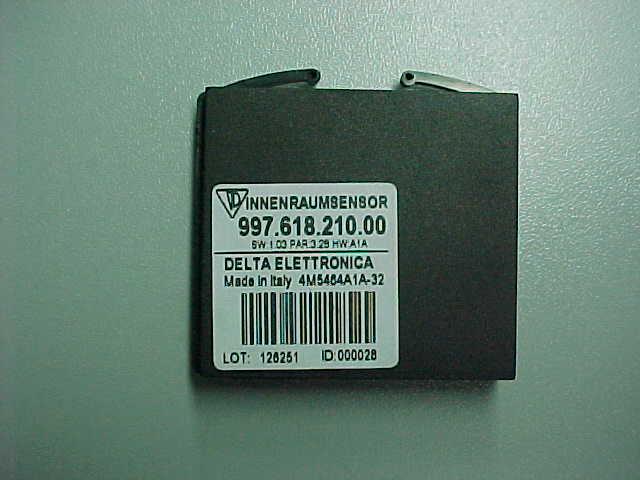 INNENRAUMSENSOR
997.618.210.00
SW:1.03 PAR:3.28 HW:A1A
DELTA ELETTRONICA
Made in Italy 4M5464A1A-32
LOT: 126251 ID:000028